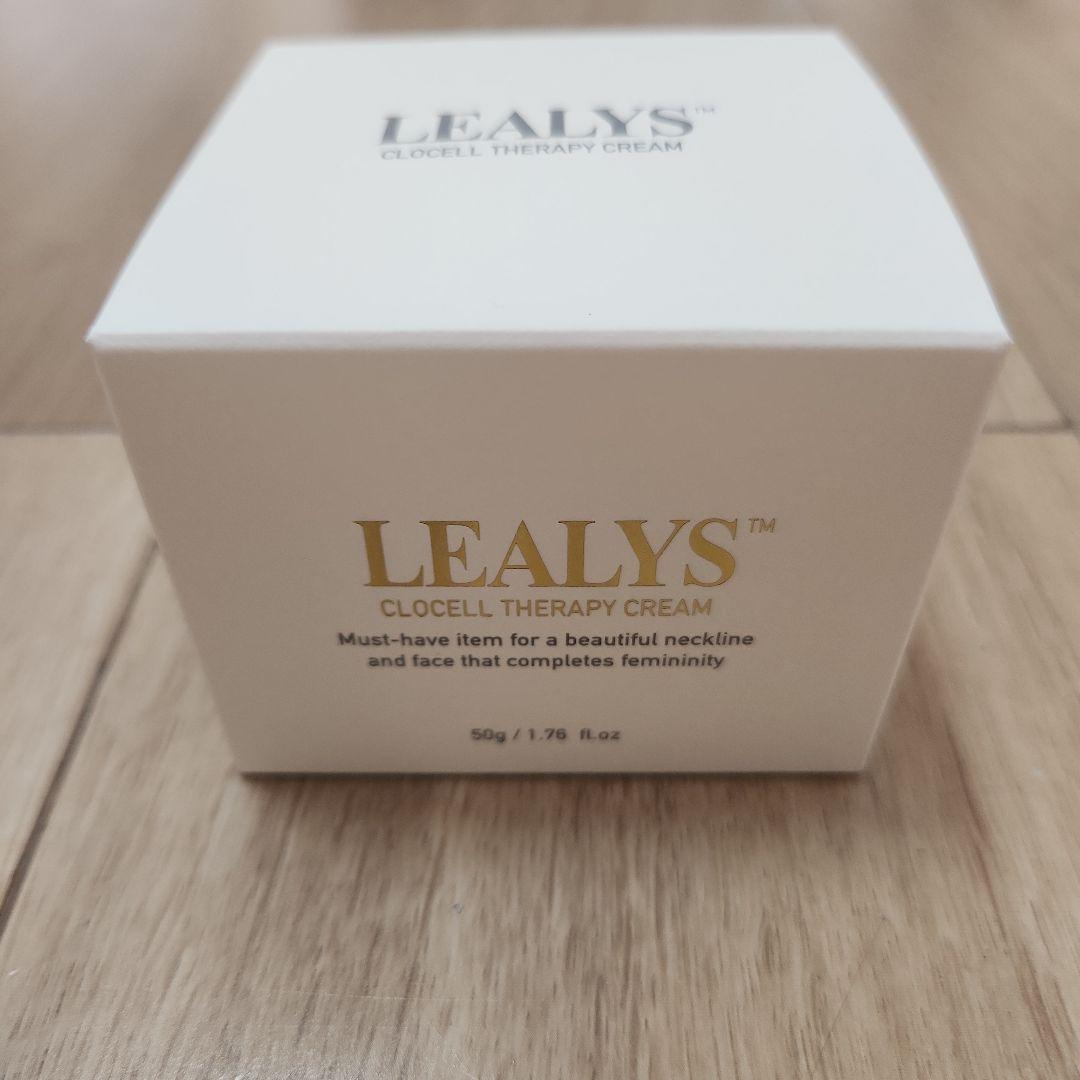 LEALYS™
CLOCELL THERAPY CREAM
LEALYS™
CLOCELL THERAPY CREAM
Must-have item for a beautiful neckline
and face that completes femininity
50g / 1.76 fl.oz